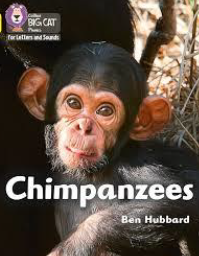 Collins
BIG CAT
Phonics
for Letters and Sounds
Chimpanzees
Ben Hubbard